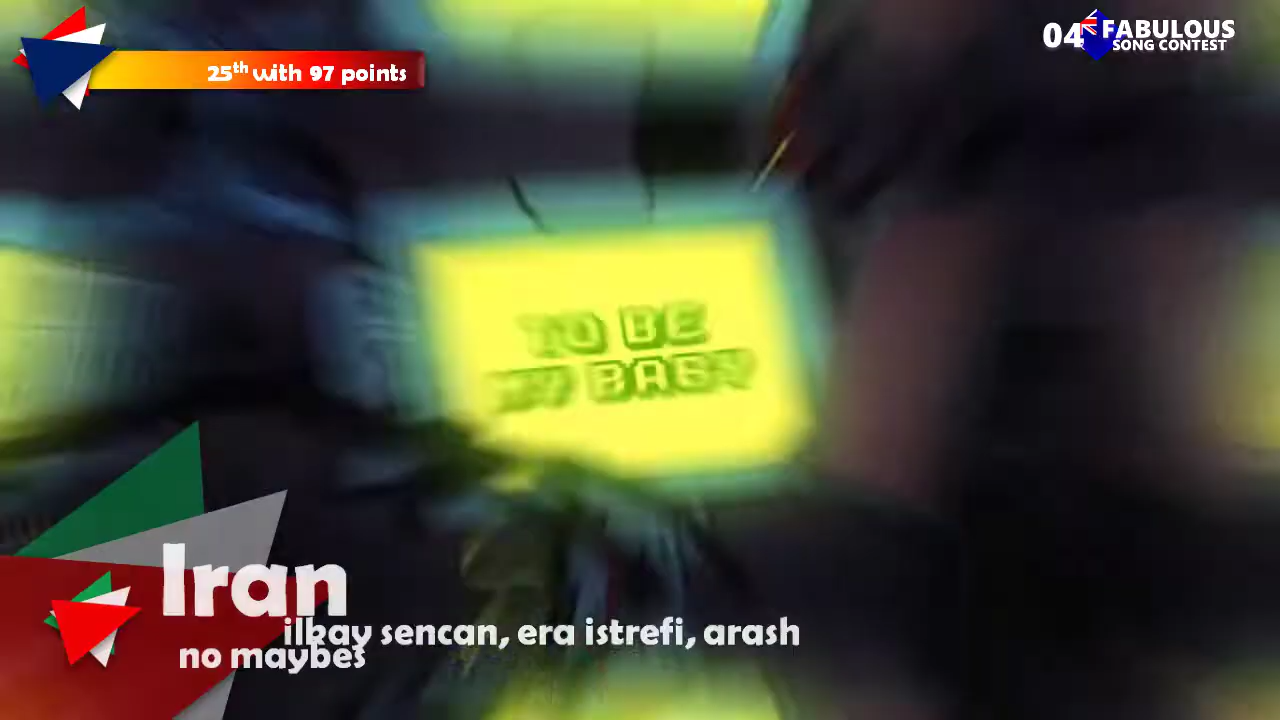 25th with 97 points
04 FABULOUS
SONG CONTEST
TO BE
MY BABY
Iran
ilkay sencan, era istrefi, arash
no maybes